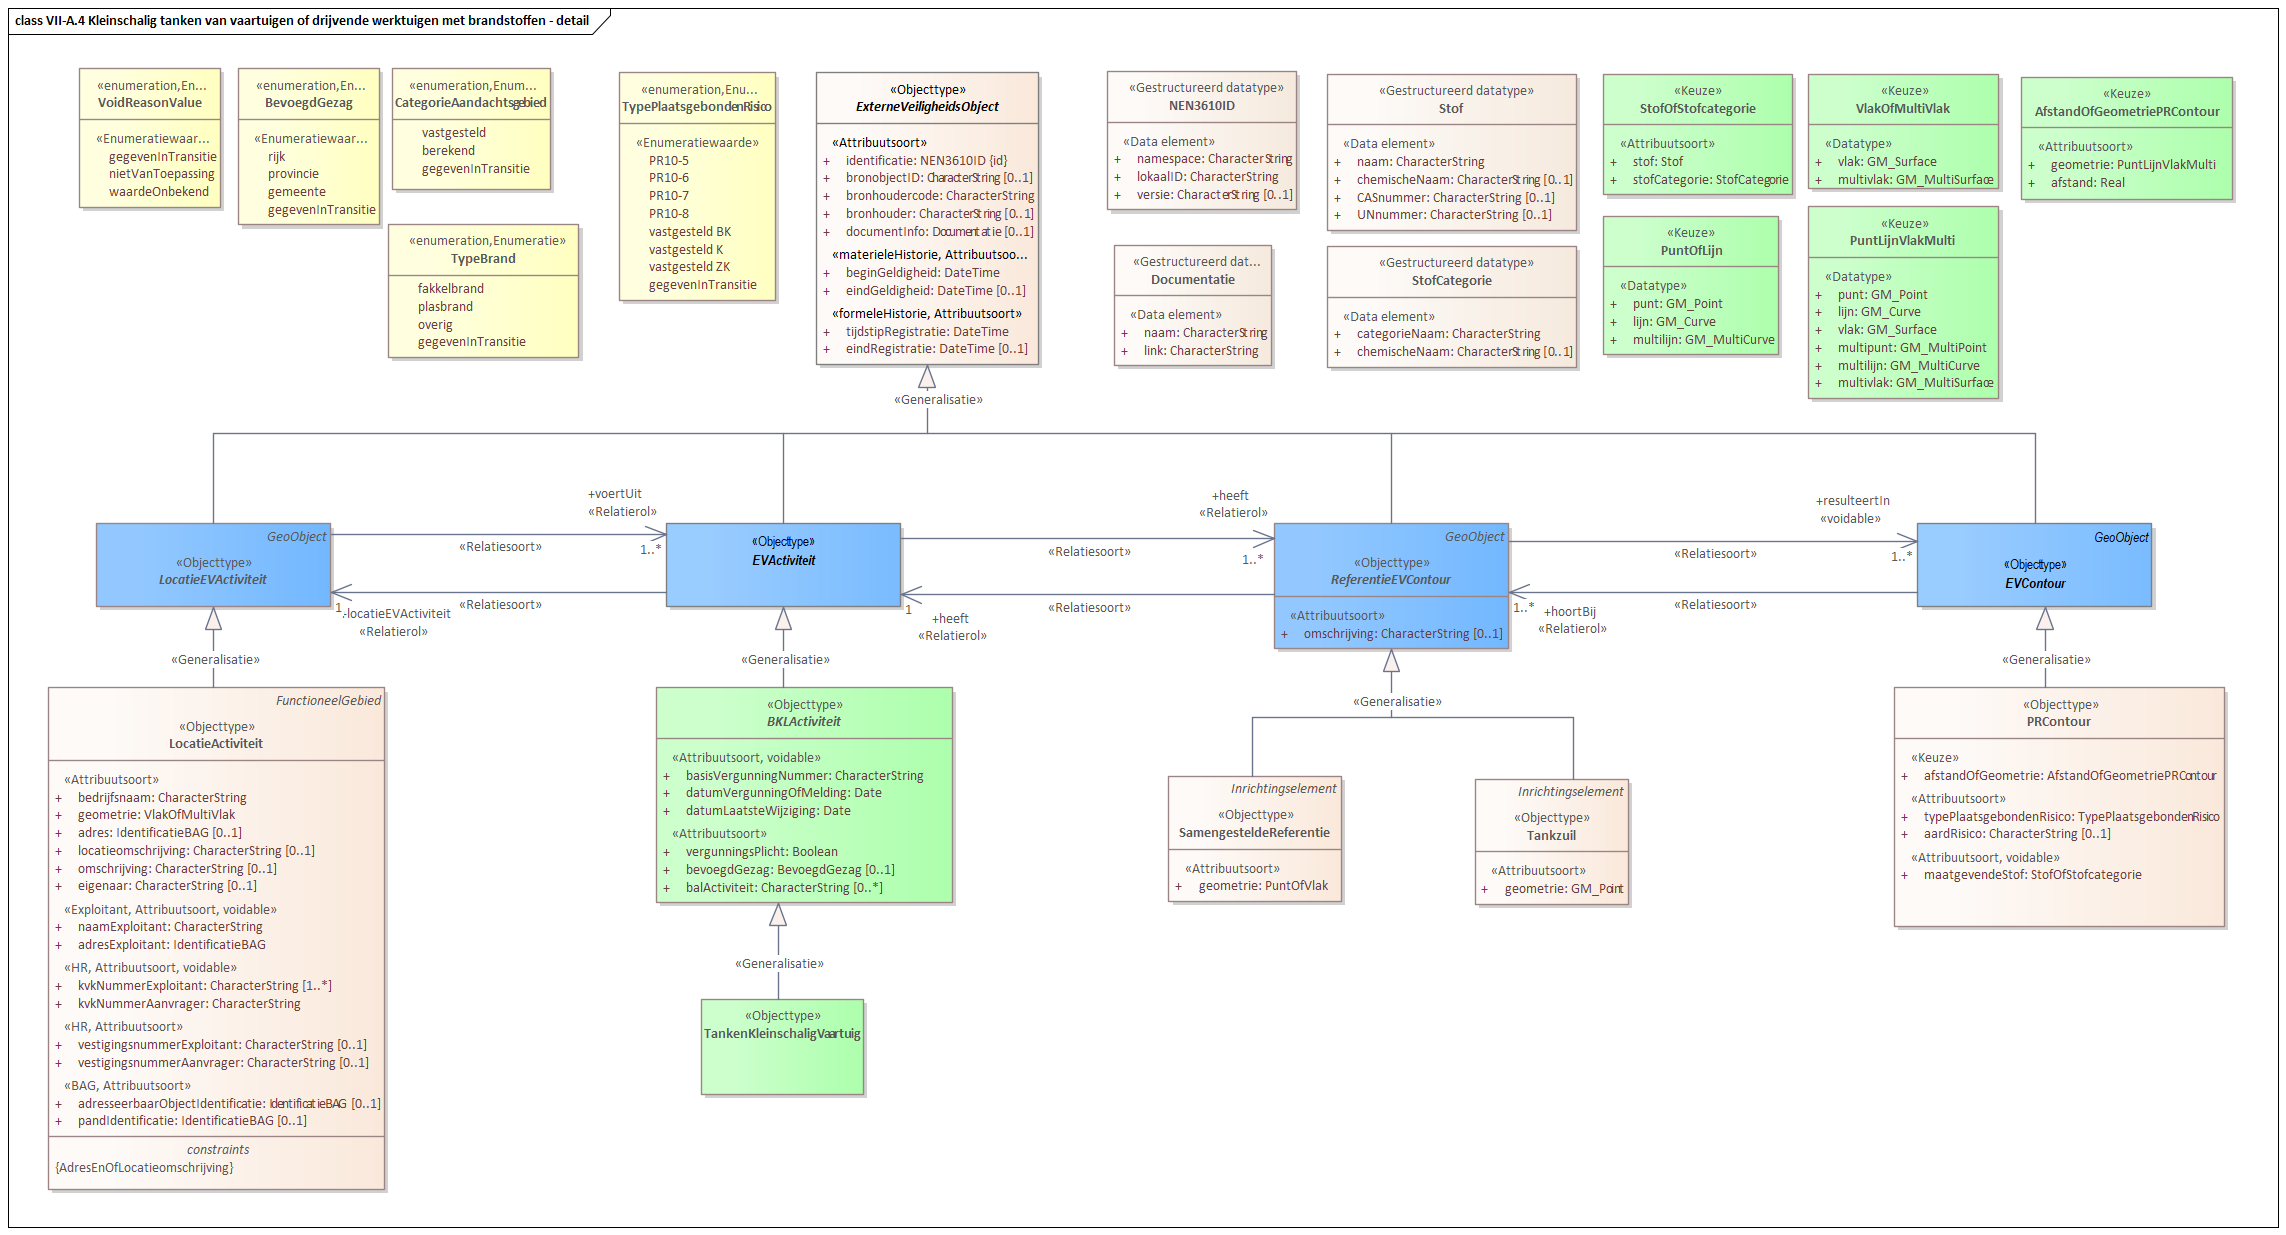 class VII-A.4 Kleinschalig tanken van vaartuigen of drijvende werktuigen met brandstoffen - detail
«enumeration,En...
VoidReasonValue
«Enumeratiewaar...
gegevenInTransitie
nietVanToepassing
waardeOnbekend
«enumeration,En...
BevoegdGezag
«Enumeratiewaar...
rijk
provincie
gemeente
gegevenInTransitie
«enumeration,Enum...
CategorieAandachtsgebied
vastgesteld
berekend
gegevenInTransitie
«enumeration,Enumeratie»
TypeBrand
fakkelbrand
plasbrand
overig
gegevenInTransitie
«enumeration,Enu...
TypePlaatsgebondenRisico
«Enumeratiewaarde»
PR10-5
PR10-6
PR10-7
PR10-8
vastgesteld BK
vastgesteld K
vastgesteld ZK
gegevenInTransitie
«Objecttype»
ExterneVeiligheidsObject
«Attribuutsoort»
+ identificatie: NEN3610ID {id}
+ bronobjectID: CharacterString [0..1]
+ bronhoudercode: CharacterString
+ bronhouder: CharacterString [0..1]
+ documentInfo: Documentatie [0..1]
«materieleHistorie, Attribuutsoo...
+ beginGeldigheid: DateTime
+ eindGeldigheid: DateTime [0..1]
«formeleHistorie, Attribuutsoort»
+ tijdstipRegistratie: DateTime
+ eindRegistratie: DateTime [0..1]
«Gestructureerd datatype»
NEN3610ID
«Data element»
+ namespace: CharacterString
+ lokaalID: CharacterString
+ versie: CharacterString [0..1]
«Gestructureerd dat...
Documentatie
«Data element»
+ naam: CharacterString
+ link: CharacterString
«Gestructureerd datatype»
Stof
«Data element»
+ naam: CharacterString
+ chemischeNaam: CharacterString [0..1]
+ CASnummer: CharacterString [0..1]
+ UNnummer: CharacterString [0..1]
«Gestructureerd datatype»
StofCategorie
«Data element»
+ categorieNaam: CharacterString
+ chemischeNaam: CharacterString [0..1]
«Keuze»
StofOfStofcategorie
«Attribuutsoort»
+ stof: Stof
+ stofCategorie: StofCategorie
«Keuze»
PuntOfLijn
«Datatype»
+ punt: GM_Point
+ lijn: GM_Curve
+ multilijn: GM_MultiCurve
«Keuze»
VlakOfMultiVlak
«Datatype»
+ vlak: GM_Surface
+ multivlak: GM_MultiSurface
«Keuze»
PuntLijnVlakMulti
«Datatype»
+ punt: GM_Point
+ lijn: GM_Curve
+ vlak: GM_Surface
+ multipunt: GM_MultiPoint
+ multilijn: GM_MultiCurve
+ multivlak: GM_MultiSurface
«Keuze»
AfstandOfGeometriePRContour
«Attribuutsoort»
+ geometrie: PuntLijnVlakMulti
+ afstand: Real
«Generalisatie»
GeoObject
«Objecttype»
LocatieEVActiviteit
+voertUit
«Relatierol»
«Relatiesoort»
1..*
«Relatiesoort»
1
-locatieEVActiviteit
«Relatierol»
«Objecttype»
EVActiviteit
+heeft
«Relatierol»
«Relatiesoort»
1..*
«Relatiesoort»
1
+heeft
«Relatierol»
GeoObject
«Objecttype»
ReferentieEVContour
«Attribuutsoort»
+ omschrijving: CharacterString [0..1]
+resulteertIn
«voidable»
«Relatiesoort»
1..*
«Relatiesoort»
1..*
+hoortBij
«Relatierol»
GeoObject
«Objecttype»
EVContour
«Generalisatie»
«Generalisatie»
«Generalisatie»
«Generalisatie»
FunctioneelGebied
«Objecttype»
LocatieActiviteit
«Attribuutsoort»
+ bedrijfsnaam: CharacterString
+ geometrie: VlakOfMultiVlak
+ adres: IdentificatieBAG [0..1]
+ locatieomschrijving: CharacterString [0..1]
+ omschrijving: CharacterString [0..1]
+ eigenaar: CharacterString [0..1]
«Exploitant, Attribuutsoort, voidable»
+ naamExploitant: CharacterString
+ adresExploitant: IdentificatieBAG
«HR, Attribuutsoort, voidable»
+ kvkNummerExploitant: CharacterString [1..*]
+ kvkNummerAanvrager: CharacterString
«HR, Attribuutsoort»
+ vestigingsnummerExploitant: CharacterString [0..1]
+ vestigingsnummerAanvrager: CharacterString [0..1]
«BAG, Attribuutsoort»
+ adresseerbaarObjectIdentificatie: IdentificatieBAG [0..1]
+ pandIdentificatie: IdentificatieBAG [0..1]
constraints
{AdresEnOfLocatieomschrijving}
«Objecttype»
BKLActiviteit
«Attribuutsoort, voidable»
+ basisVergunningNummer: CharacterString
+ datumVergunningOfMelding: Date
+ datumLaatsteWijziging: Date
«Attribuutsoort»
+ vergunningsPlicht: Boolean
+ bevoegdGezag: BevoegdGezag [0..1]
+ balActiviteit: CharacterString [0..*]
«Generalisatie»
«Objecttype»
TankenKleinschaligVaartuig
Inrichtingselement
«Objecttype»
SamengesteldeReferentie
«Attribuutsoort»
+ geometrie: PuntOfVlak
Inrichtingselement
«Objecttype»
Tankzuil
«Attribuutsoort»
+ geometrie: GM_Point
«Objecttype»
PRContour
«Keuze»
+ afstandOfGeometrie: AfstandOfGeometriePRContour
«Attribuutsoort»
+ typePlaatsgebondenRisico: TypePlaatsgebondenRisico
+ aardRisico: CharacterString [0..1]
«Attribuutsoort, voidable»
+ maatgevendeStof: StofOfStofcategorie